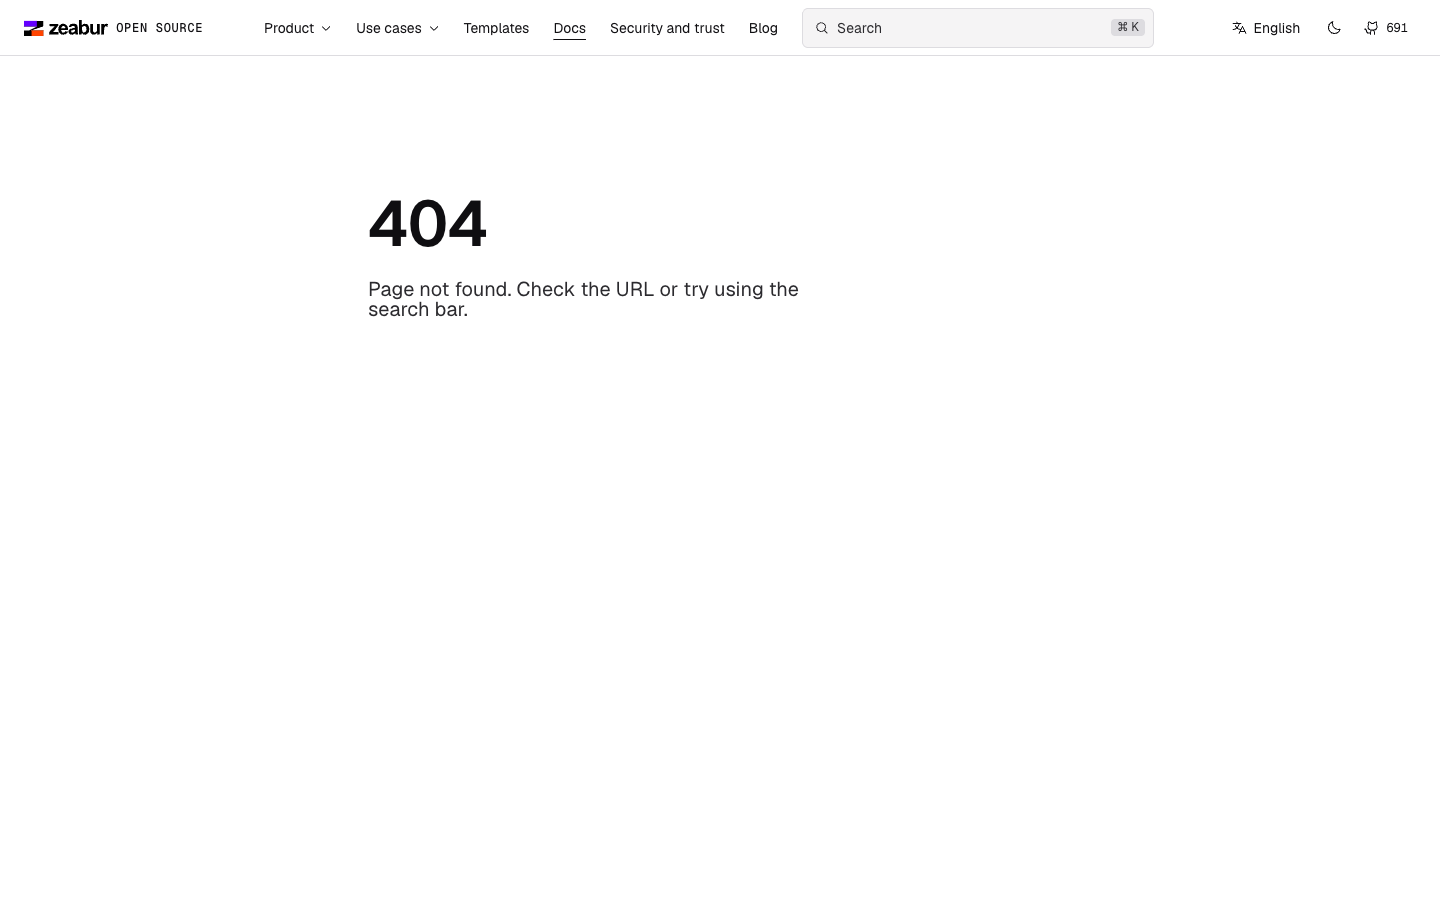 zeabur OPEN SOURCE Product Use cases Templates Docs Security and trust Blog Search ⌘ K English 691
404
Page not found. Check the URL or try using the
search bar.